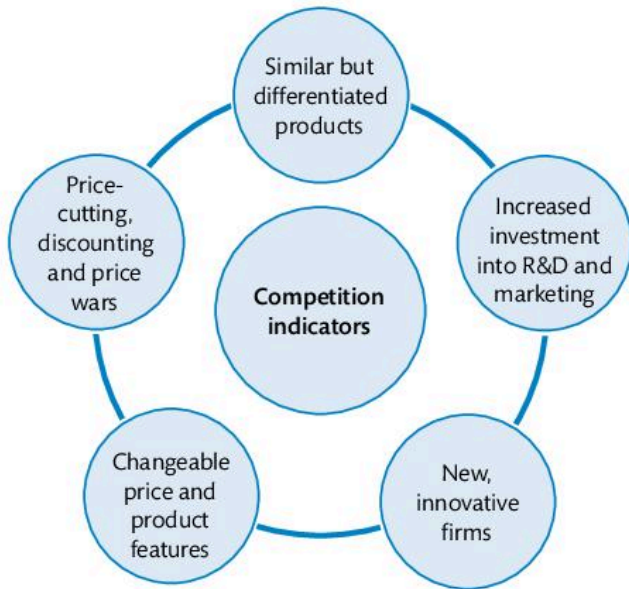 Similar but
differentiated
products
Increased
investment
into R&D and
marketing
New,
innovative
firms
Changeable
price and
product
features
Price-
cutting,
discounting
and price
wars
Competition
indicators